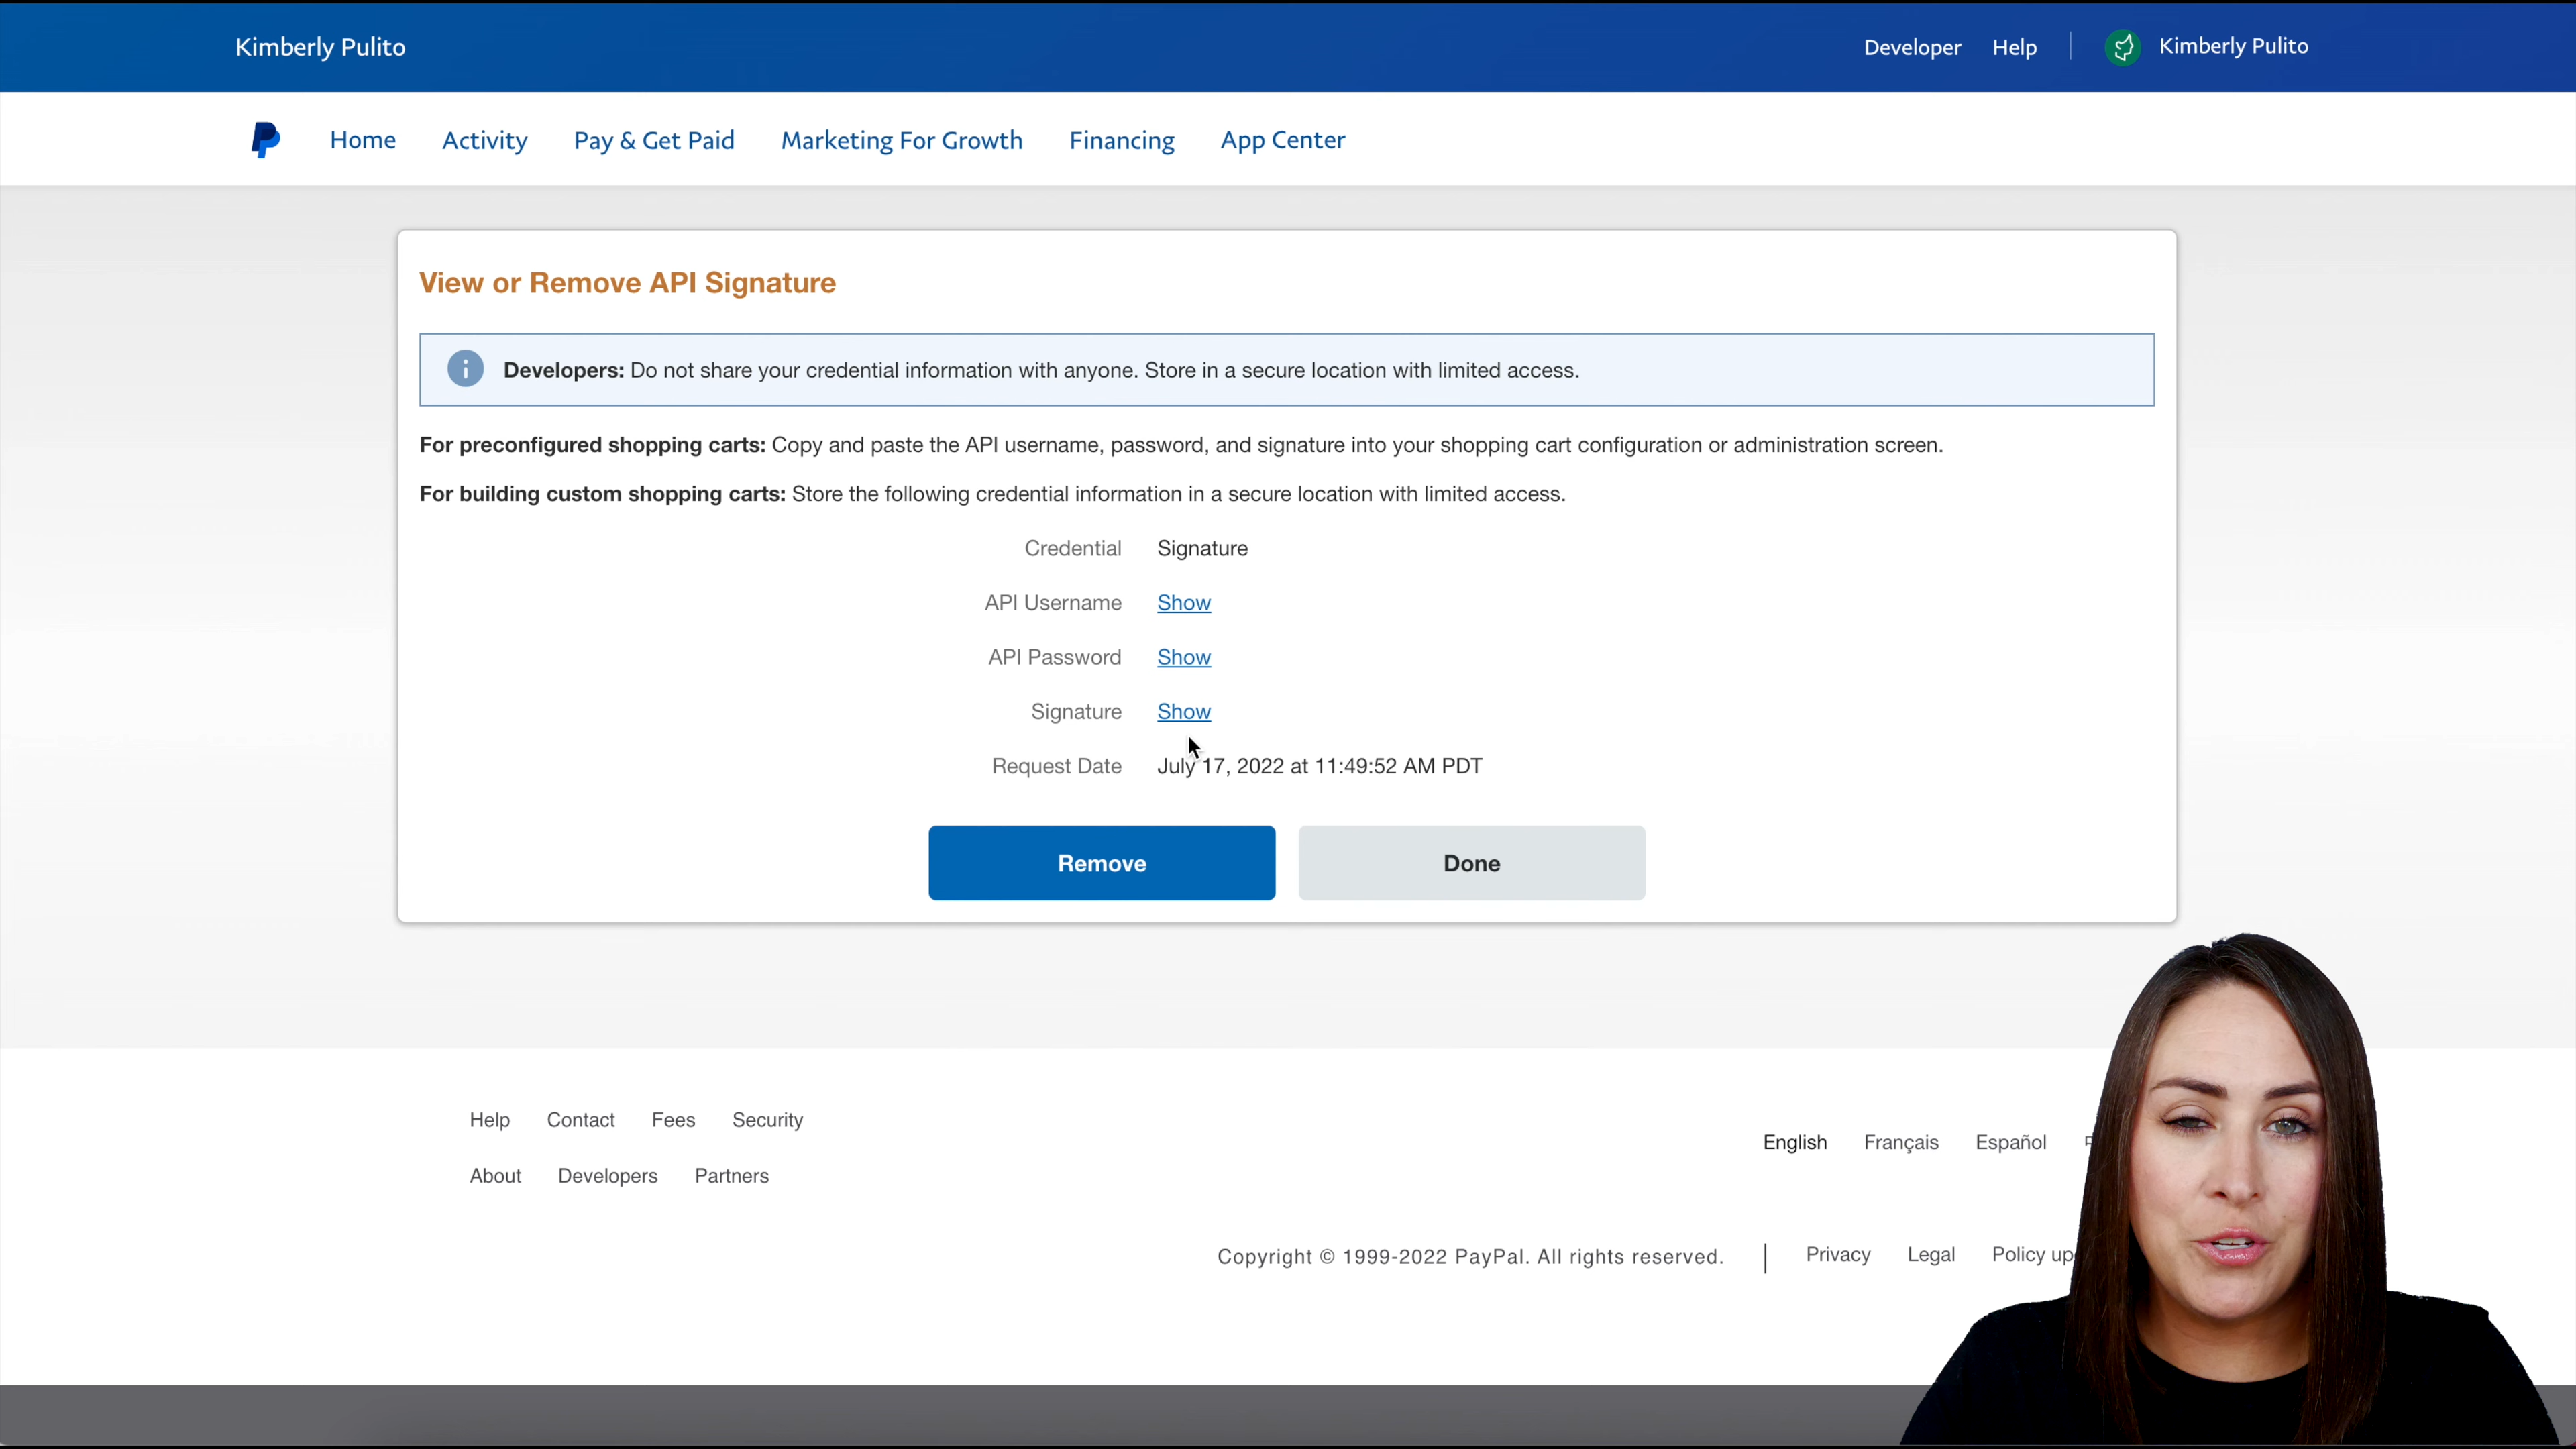 Kimberly Pulito
Developer Help Kimberly Pulito
Home Activity Pay & Get Paid Marketing For Growth Financing App Center
View or Remove API Signature
Developers: Do not share your credential information with anyone. Store in a secure location with limited access.
For preconfigured shopping carts: Copy and paste the API username, password, and signature into your shopping cart configuration or administration screen.
For building custom shopping carts: Store the following credential information in a secure location with limited access.
Credential Signature
API Username Show
API Password Show
Signature Show
Request Date July 17, 2022 at 11:49:52 AM PDT
Remove Done
Help Contact Fees Security
English Français Español
About Developers Partners
Copyright © 1999-2022 PayPal. All rights reserved. | Privacy Legal Policy